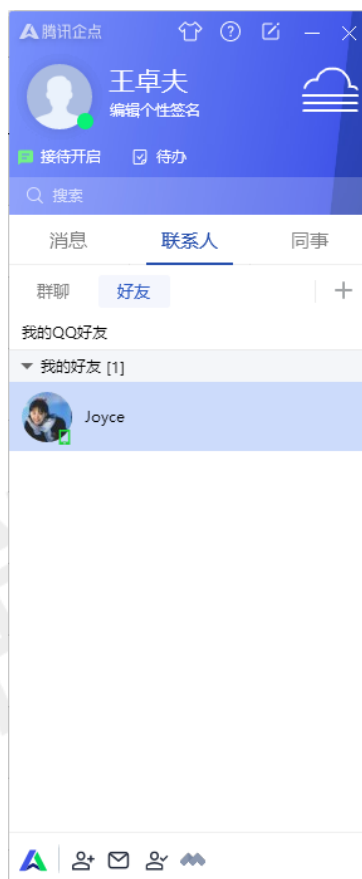 腾讯企点
王卓夫
编辑个性签名
接待开启 待办
搜索
消息 联系人 同事
群聊 好友
我的QQ好友
我的好友 [1]
Joyce